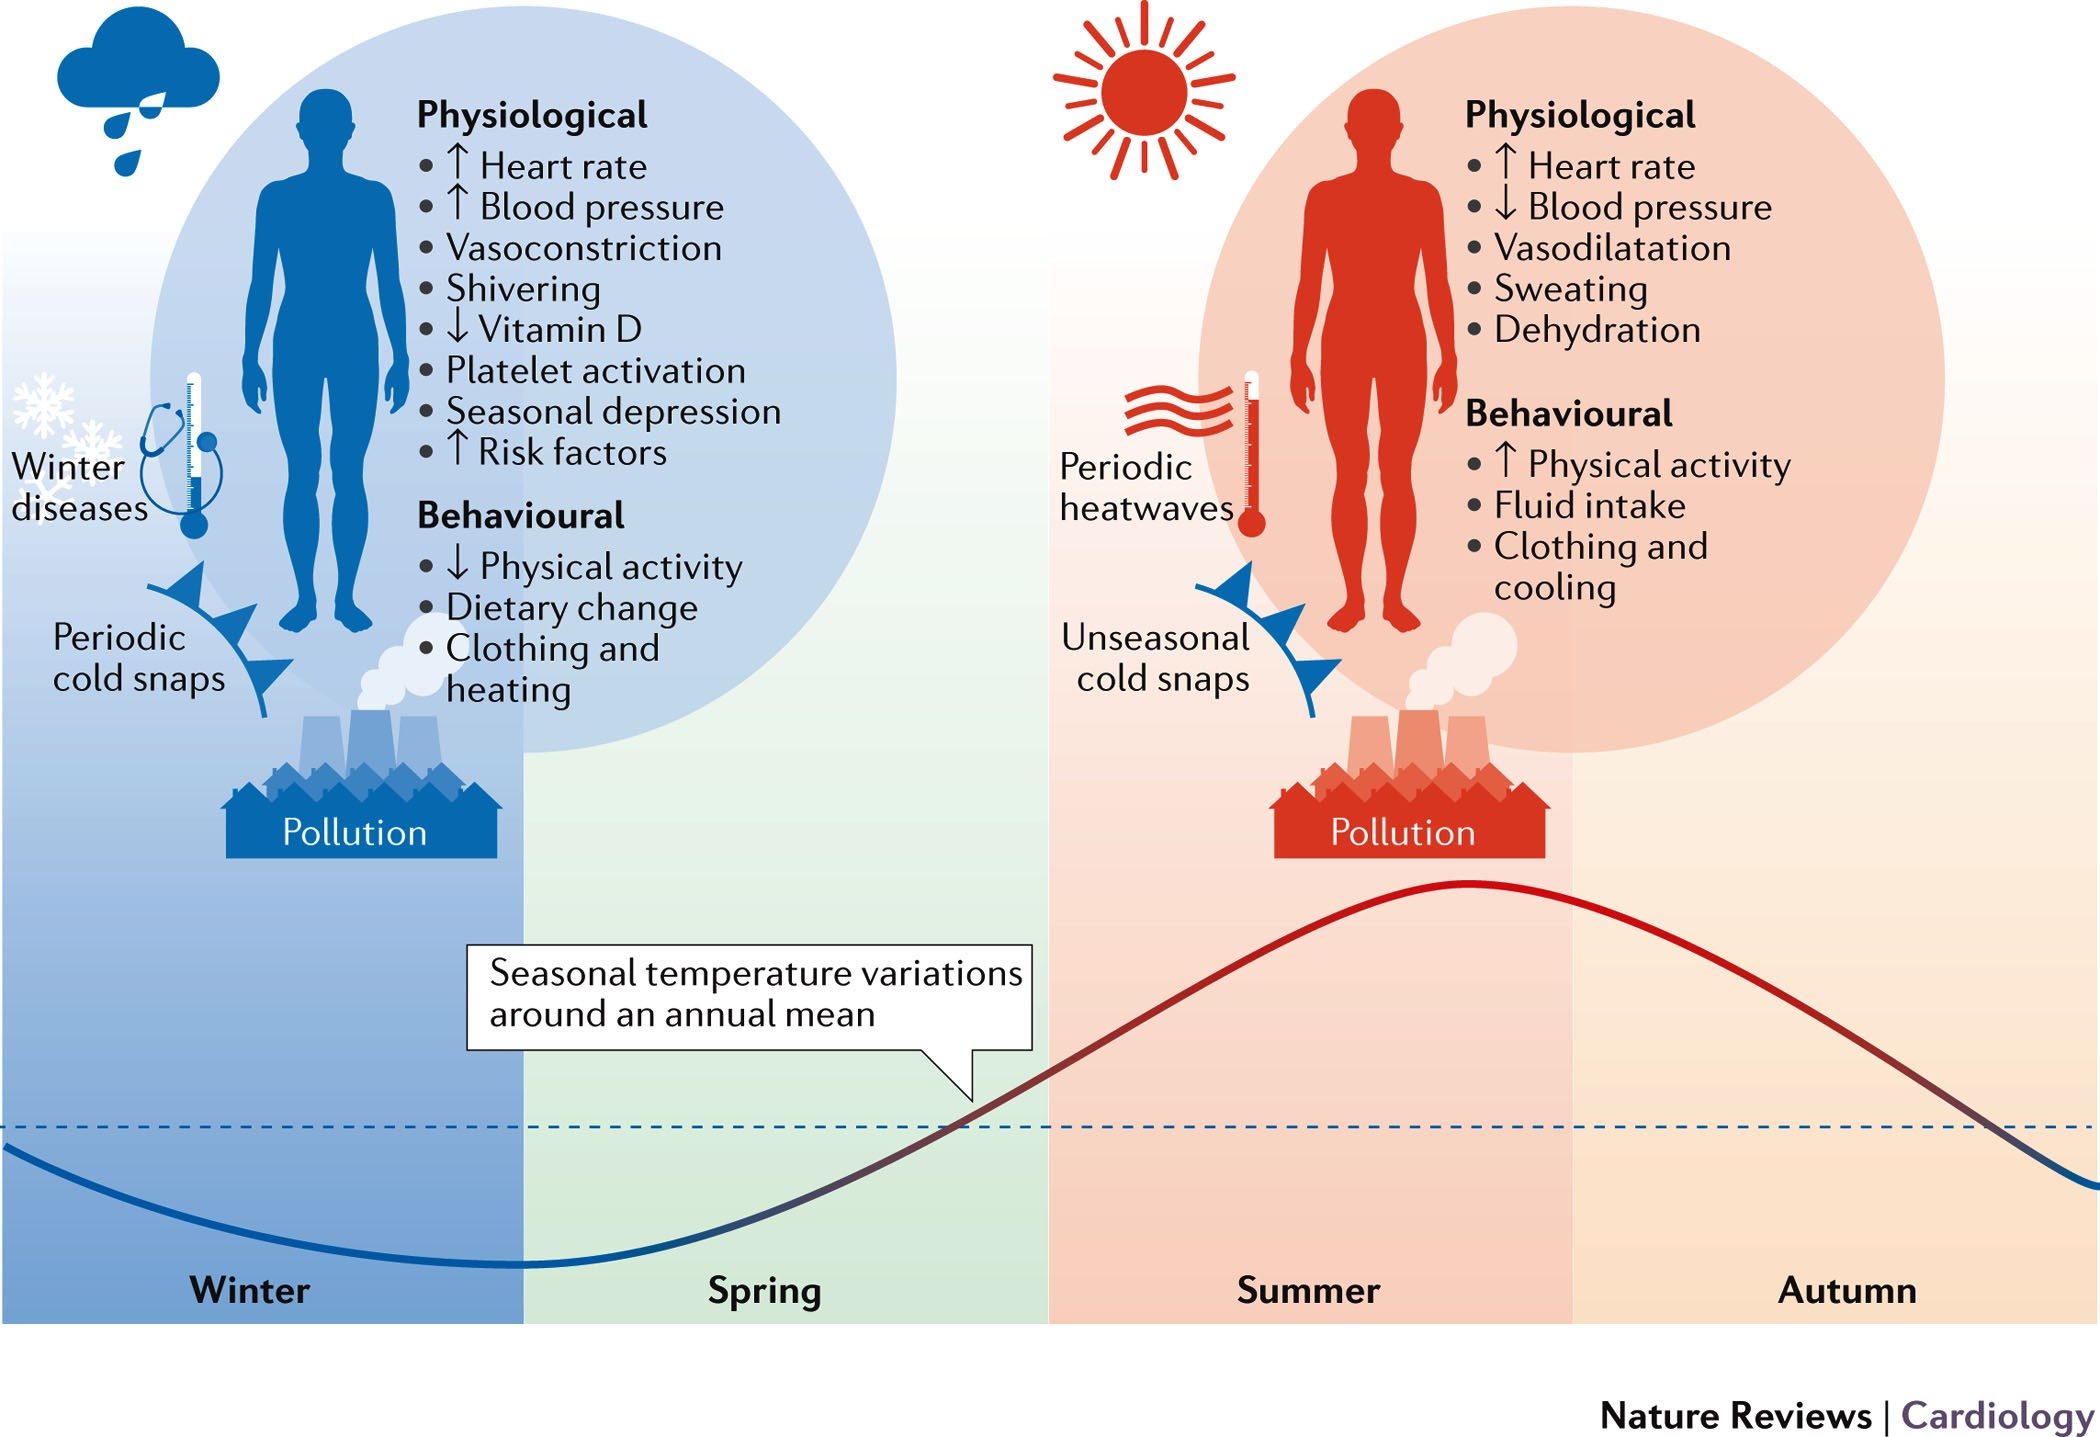 Physiological
• ↑ Heart rate
• ↑ Blood pressure
• Vasoconstriction
• Shivering
• ↓ Vitamin D
• Platelet activation
• Seasonal depression
• ↑ Risk factors
Behavioural
• ↓ Physical activity
• Dietary change
• Clothing and
heating
Winter
diseases
Periodic
cold snaps
Pollution
Physiological
• ↑ Heart rate
• ↓ Blood pressure
• Vasodilatation
• Sweating
• Dehydration
Behavioural
• ↑ Physical activity
• Fluid intake
• Clothing and
cooling
Periodic
heatwaves
Unseasonal
cold snaps
Pollution
Seasonal temperature variations
around an annual mean
Winter
Spring
Summer
Autumn
Nature Reviews | Cardiology